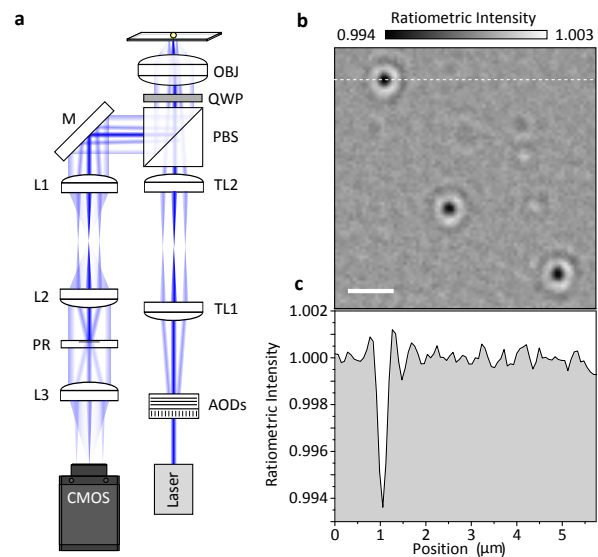 a
OBJ
QWP
M
PBS
L1
TL2
L2
TL1
PR
L3
AODs
CMOS
Laser
b
Ratiometric Intensity
0.994
1.003
c
1.002
1.000
0.998
0.996
0.994
Ratiometric Intensity
0 1 2 3 4 5
Position (μm)